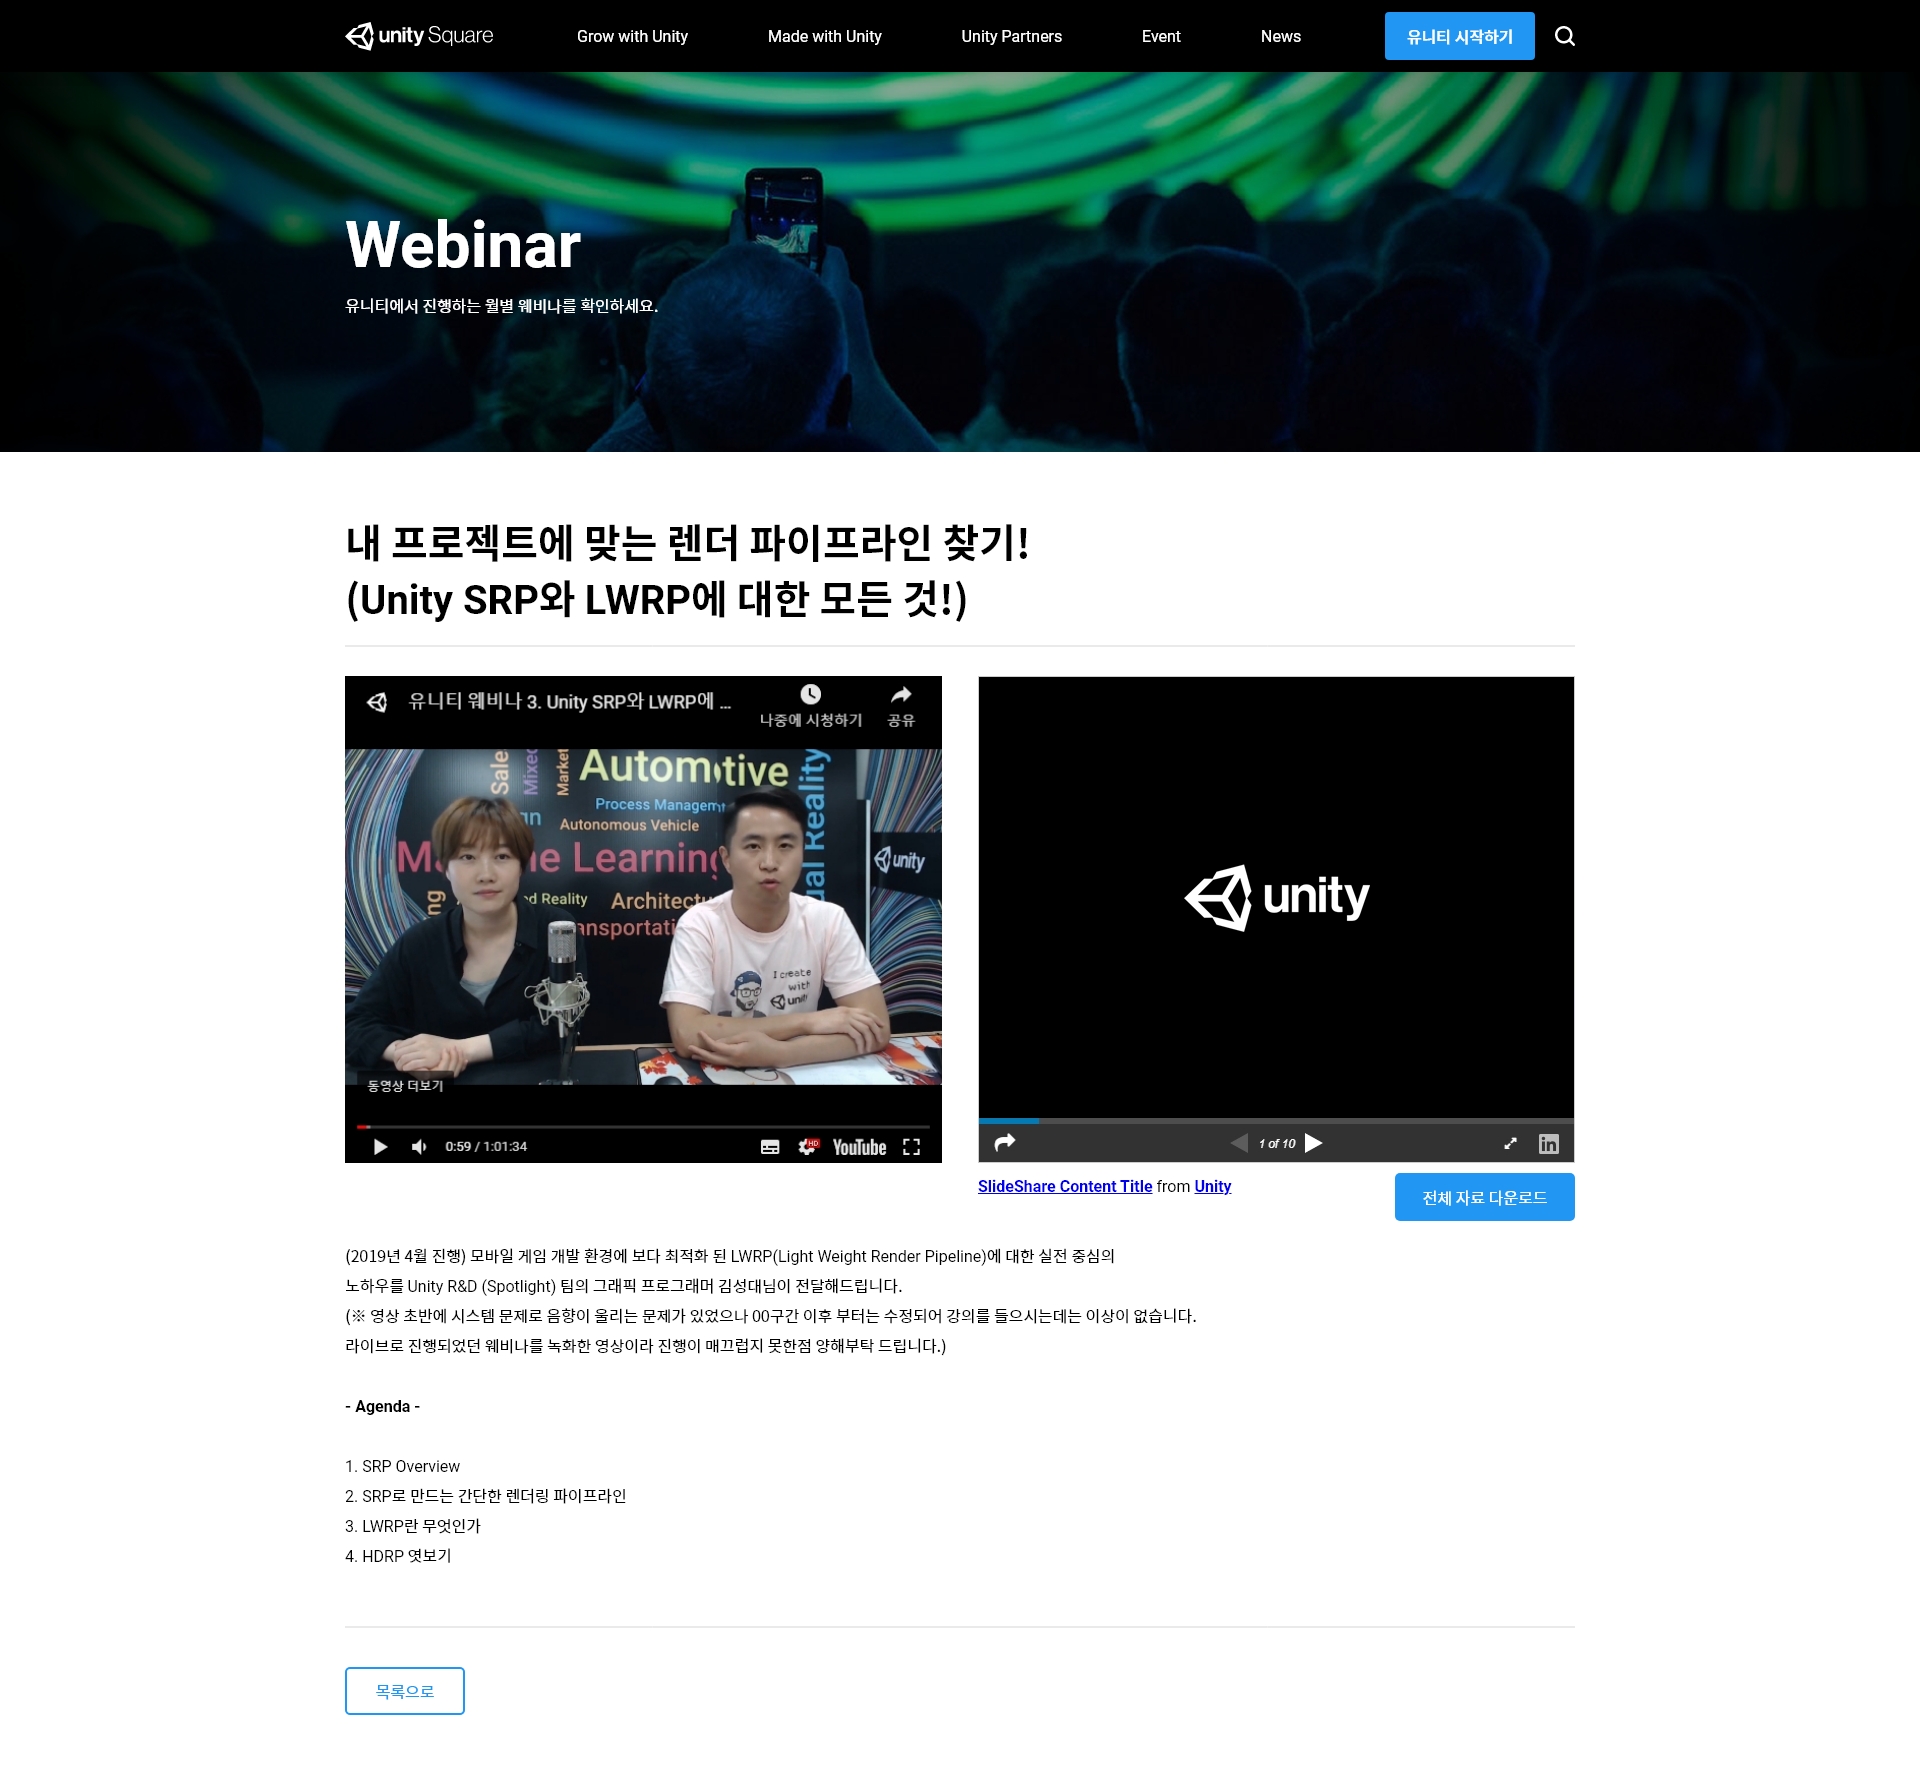 unity Square
Grow with Unity
Made with Unity
Unity Partners
Event
News
유니티 시작하기
Webinar
유니티에서 진행하는 월별 웨비나를 확인하세요.
내 프로젝트에 맞는 렌더 파이프라인 찾기!
(Unity SRP와 LWRP에 대한 모든 것!)
유니티 웨비나 3. Unity SRP와 LWRP에 ...
나중에 시청하기
공유
Sale
Mixed
Market
Automotive
Process Managem
Autonomous Vehicle
Machine Learning
ed Reality
Architectu
ansportati
ual Reality
unity
I create
with
unity
동영상 더보기
0:59 / 1:01:34
HD
YouTube
unity
1 of 10
in
SlideShare Content Title from Unity
전체 자료 다운로드
(2019년 4월 진행) 모바일 게임 개발 환경에 보다 최적화 된 LWRP(Light Weight Render Pipeline)에 대한 실전 중심의
노하우를 Unity R&D (Spotlight) 팀의 그래픽 프로그래머 김성대님이 전달해드립니다.
(※ 영상 초반에 시스템 문제로 음향이 울리는 문제가 있었으나 00구간 이후 부터는 수정되어 강의를 들으시는데는 이상이 없습니다.
라이브로 진행되었던 웨비나를 녹화한 영상이라 진행이 매끄럽지 못한점 양해부탁 드립니다.)
- Agenda -
1. SRP Overview
2. SRP로 만드는 간단한 렌더링 파이프라인
3. LWRP란 무엇인가
4. HDRP 엿보기
목록으로